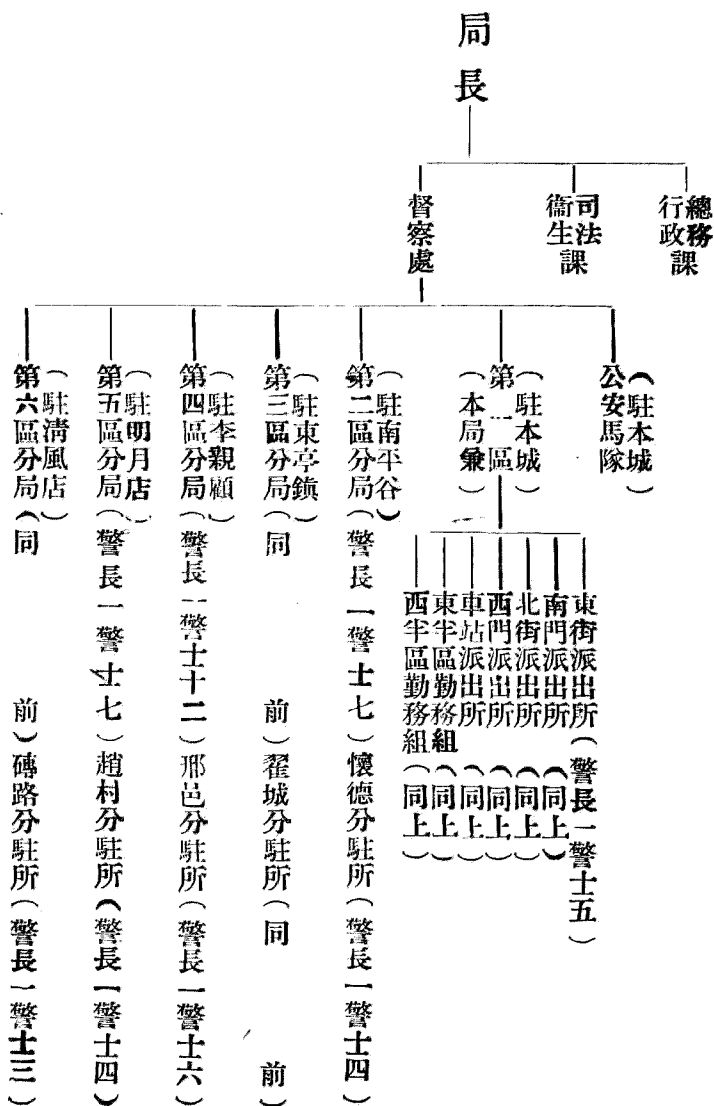 局長
總務
行政課
司法
衞生課
督察處
(駐本城)
公安馬隊
(駐本城)
第一區
(本局兼)
東街派出所(警長一警士五)
南門派出所(同上)
北街派出所(同上)
西門派出所(同上)
車站派出所(同上)
東半區勤務組(同上)
西半區勤務組(同上)
(駐南平谷)
第二區分局(警長一警士七)懷德分駐所(警長一警士四)
(駐東亭鎮)
第三區分局(同前)翟城分駐所(同前)
(駐李親顧)
第四區分局(警長一警士十二)邢邑分駐所(警長一警士六)
(駐明月店)
第五區分局(警長一警士七)趙村分駐所(警長一警士四)
(駐清風店)
第六區分局(同前)磚路分駐所(警長一警士三)